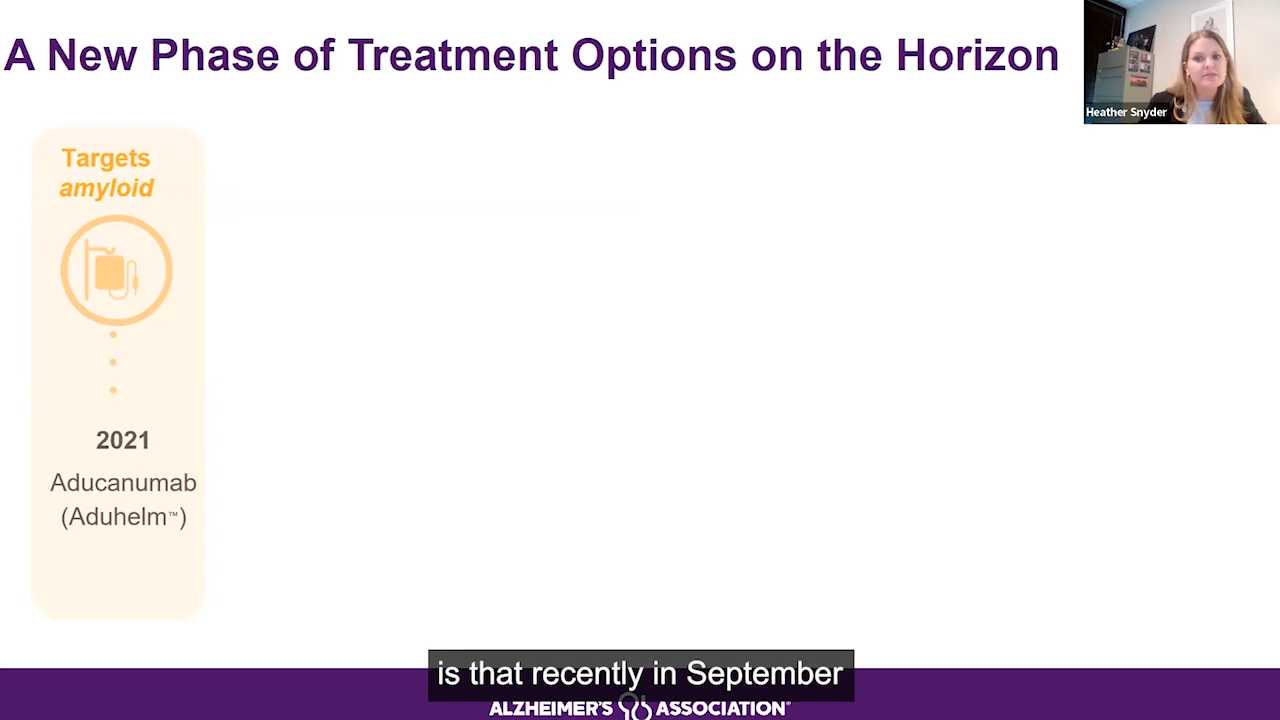 A New Phase of Treatment Options on the Horizon
Heather Snyder
Targets
amyloid
2021
Aducanumab
(Aduhelm™)
is that recently in September
ALZHEIMER'S ASSOCIATION®